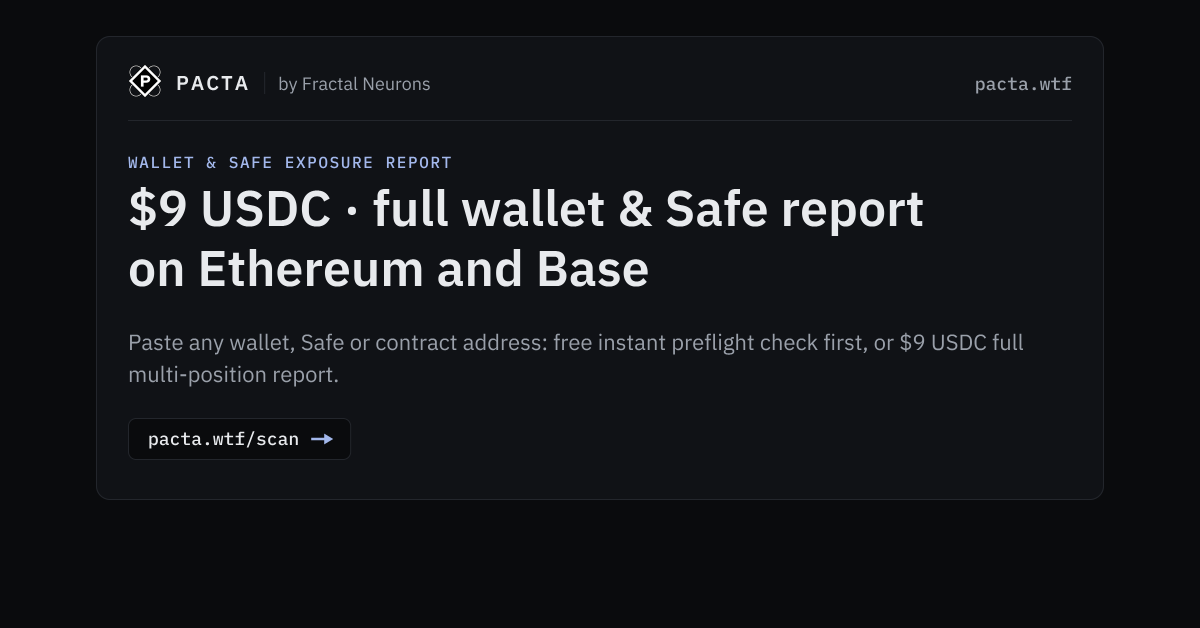 P PACTA by Fractal Neurons pacta.wtf
WALLET & SAFE EXPOSURE REPORT
$9 USDC · full wallet & Safe report
on Ethereum and Base
Paste any wallet, Safe or contract address: free instant preflight check first, or $9 USDC full
multi-position report.
pacta.wtf/scan →